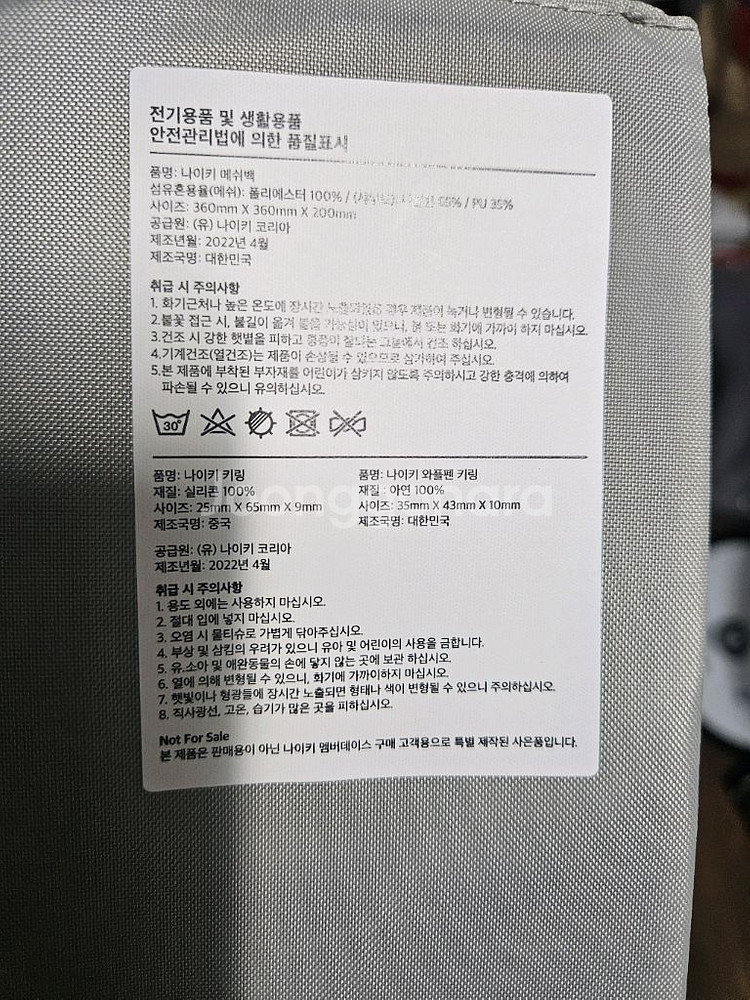 전기용품 및 생활용품
안전관리법에 의한 품질표시
품명: 나이키 메쉬백
섬유혼용율(메쉬): 폴리에스터 100% / 65% / PU 35%
사이즈: 360mm X 360mm X 200mm
공급원: (유) 나이키 코리아
제조년월: 2022년 4월
제조국명: 대한민국
취급 시 주의사항
1. 화기근처나 높은 온도에 장시간 노출되었을 경우 제품이 녹거나 변형될 수 있습니다.
2.불꽃 접근 시, 불길이 옮겨 붙을 가능성이 있으니, 불 또는 화기에 가까이 하지 마십시오.
3.건조 시 강한 햇볕을 피하고 통풍이 잘되는 그늘에서 건조 하십시오.
4.기계건조(열건조)는 제품이 손상될 수 있으므로 삼가하여 주십시오.
5.본 제품에 부착된 부자재를 어린이가 삼키지 않도록 주의하시고 강한 충격에 의하여
파손될 수 있으니 유의하십시오.
30°
품명: 나이키 키링
재질: 실리콘 100%
사이즈: 25mm X 65mm X 9mm
제조국명: 중국
품명: 나이키 와플펜 키링
재질 : 아연 100%
사이즈: 35mm X 43mm X 10mm
제조국명: 대한민국
공급원: (유) 나이키 코리아
제조년월: 2022년 4월
취급 시 주의사항
1. 용도 외에는 사용하지 마십시오.
2. 절대 입에 넣지 마십시오.
3. 오염 시 물티슈로 가볍게 닦아주십시오.
4. 부상 및 삼킴의 우려가 있으니 유아 및 어린이의 사용을 금합니다.
5. 유.소아 및 애완동물의 손에 닿지 않는 곳에 보관 하십시오.
6. 열에 의해 변형될 수 있으니, 화기에 가까이하지 마십시오.
7. 햇빛이나 형광등에 장시간 노출되면 형태나 색이 변형될 수 있으니 주의하십시오.
8. 직사광선, 고온, 습기가 많은 곳을 피하십시오.
Not For Sale
본 제품은 판매용이 아닌 나이키 멤버데이스 구매 고객용으로 특별 제작된 사은품입니다.